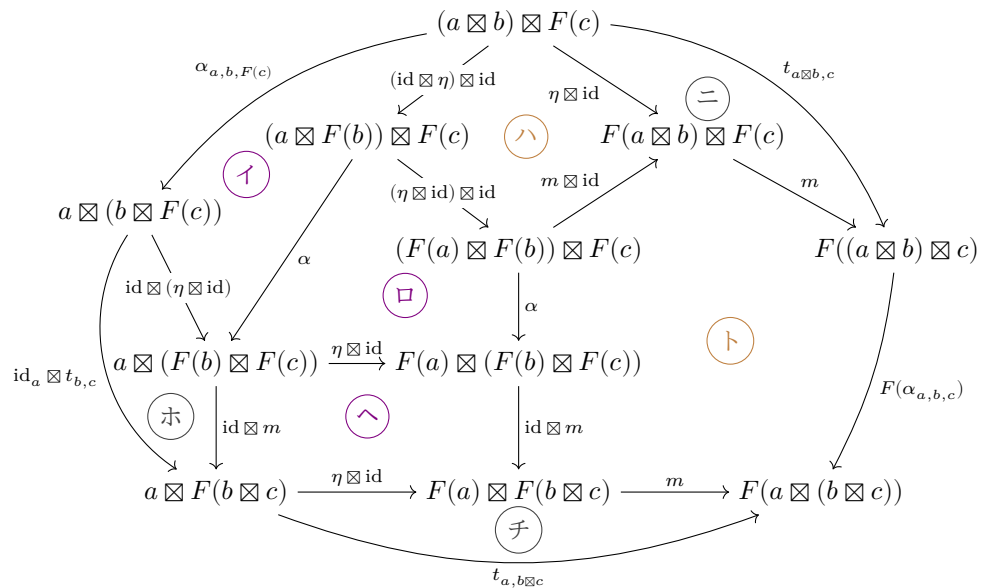 (a ⊠ b) ⊠ F(c)
α_{a,b,F(c)}
(id ⊠ η) ⊠ id
η ⊠ id
t_{a⊠b,c}
ニ
(a ⊠ F(b)) ⊠ F(c)
ハ
F(a ⊠ b) ⊠ F(c)
イ
(η ⊠ id) ⊠ id
m ⊠ id
m
a ⊠ (b ⊠ F(c))
(F(a) ⊠ F(b)) ⊠ F(c)
F((a ⊠ b) ⊠ c)
id ⊠ (η ⊠ id)
α
ロ
α
ト
a ⊠ (F(b) ⊠ F(c))
η ⊠ id
F(a) ⊠ (F(b) ⊠ F(c))
id_a ⊠ t_{b,c}
F(α_{a,b,c})
ホ
id ⊠ m
ヘ
id ⊠ m
a ⊠ F(b ⊠ c)
η ⊠ id
F(a) ⊠ F(b ⊠ c)
m
F(a ⊠ (b ⊠ c))
チ
t_{a,b⊠c}